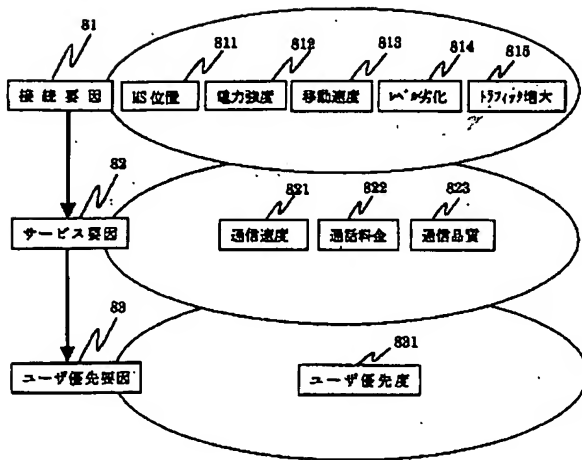 81
811 812 813 814 815
接続要因 MS位置 電力強度 移動速度 ﾚﾍﾞﾙ劣化 ﾄﾗﾌィｯｸ増大
82
821 822 823
サービス要因 通信速度 通話料金 通信品質
83
831
ユーザ優先要因 ユーザ優先度